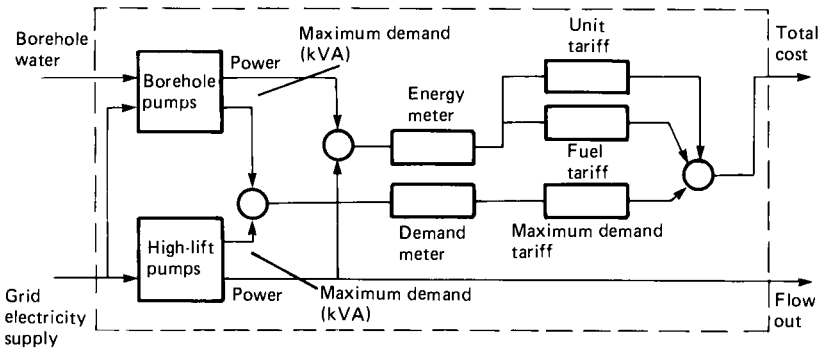 Borehole
water
Maximum demand
(kVA)
Unit
tariff
Total
cost
Borehole
pumps
Power
Energy
meter
Fuel
tariff
High-lift
pumps
Demand
meter
Maximum demand
tariff
Grid
electricity
supply
Power
Maximum demand
(kVA)
Flow
out